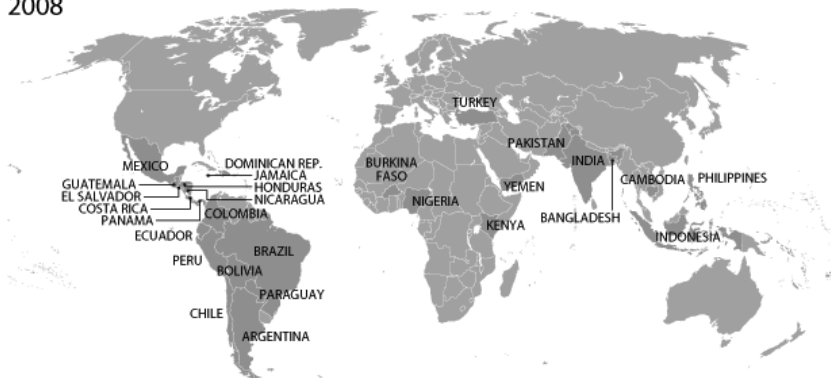 2008
TURKEY
PAKISTAN
MEXICO
DOMINICAN REP.
BURKINA
FASO
INDIA
JAMAICA
GUATEMALA
HONDURAS
CAMBODIA
PHILIPPINES
EL SALVADOR
NICARAGUA
YEMEN
NIGERIA
COSTA RICA
COLOMBIA
PANAMA
BANGLADESH
KENYA
ECUADOR
INDONESIA
BRAZIL
PERU
BOLIVIA
PARAGUAY
CHILE
ARGENTINA